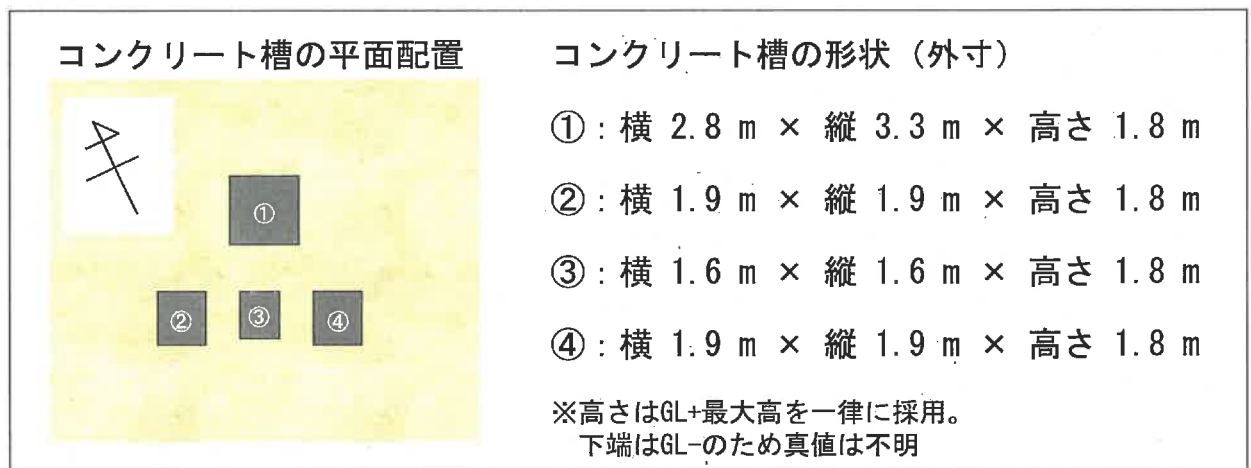 コンクリート槽の平面配置
①
②
③
④
コンクリート槽の形状（外寸）
①：横 2.8 m × 縦 3.3 m × 高さ 1.8 m
②：横 1.9 m × 縦 1.9 m × 高さ 1.8 m
③：横 1.6 m × 縦 1.6 m × 高さ 1.8 m
④：横 1.9 m × 縦 1.9 m × 高さ 1.8 m
※高さはGL+最大高を一律に採用。
下端はGL-のため真値は不明